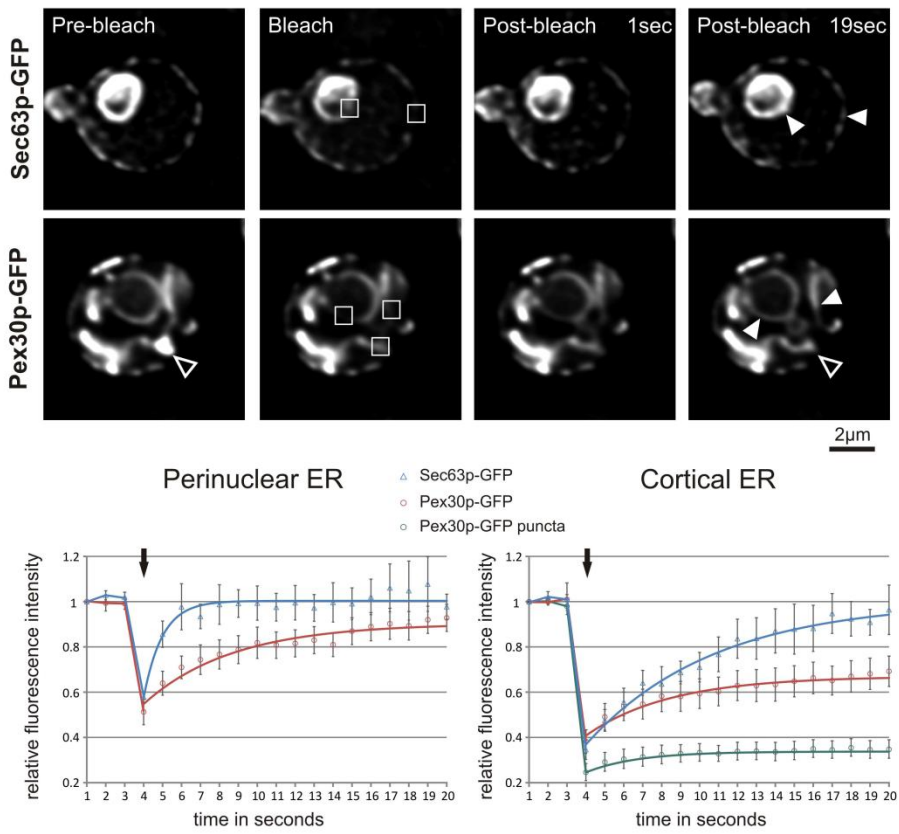 Sec63p-GFP
Pre-bleach
Bleach
Post-bleach 1sec
Post-bleach 19sec
Pex30p-GFP
2µm
Perinuclear ER
Sec63p-GFP
Pex30p-GFP
Pex30p-GFP puncta
Cortical ER
relative fluorescence intensity
1.2
1
0.8
0.6
0.4
0.2
1 2 3 4 5 6 7 8 9 10 11 12 13 14 15 16 17 18 19 20
time in seconds
relative fluorescence intensity
1.2
1
0.8
0.6
0.4
0.2
1 2 3 4 5 6 7 8 9 10 11 12 13 14 15 16 17 18 19 20
time in seconds